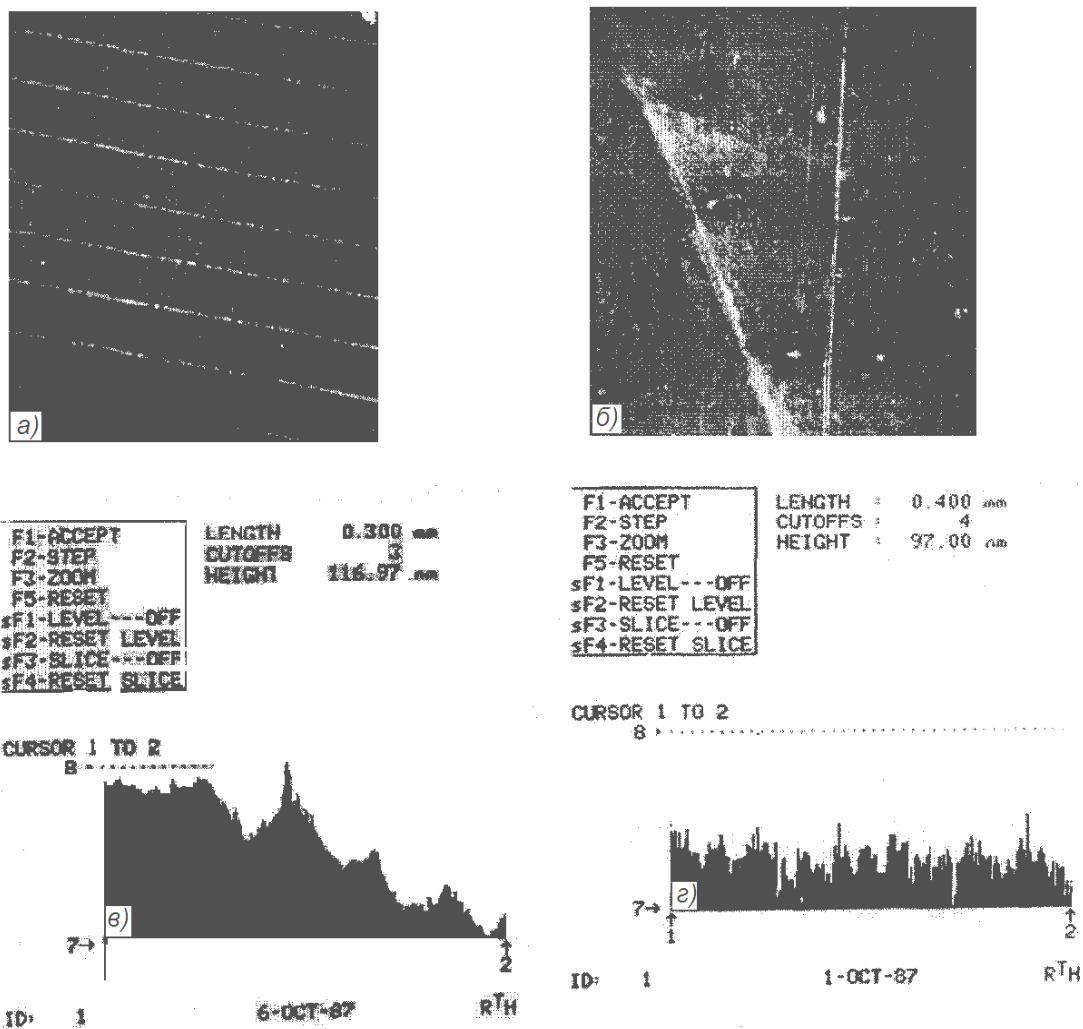 а)
б)
F1-ACCEPT
F2-STEP
F3-ZOOM
F5-RESET
sF1-LEVEL---OFF
sF2-RESET LEVEL
sF3-SLICE---OFF
sF4-RESET SLICE
LENGTH 0.300 mm
CUTOFFS 3
HEIGHT 116.97 nm
CURSOR 1 TO 2
8
в)
7→
2
ID: 1 6-OCT-87 RTH
F1-ACCEPT
F2-STEP
F3-ZOOM
F5-RESET
sF1-LEVEL---OFF
sF2-RESET LEVEL
sF3-SLICE---OFF
sF4-RESET SLICE
LENGTH : 0.400 mm
CUTOFFS : 4
HEIGHT : 97.00 nm
CURSOR 1 TO 2
8
г)
7→
1 2
ID: 1 1-OCT-87 RTH